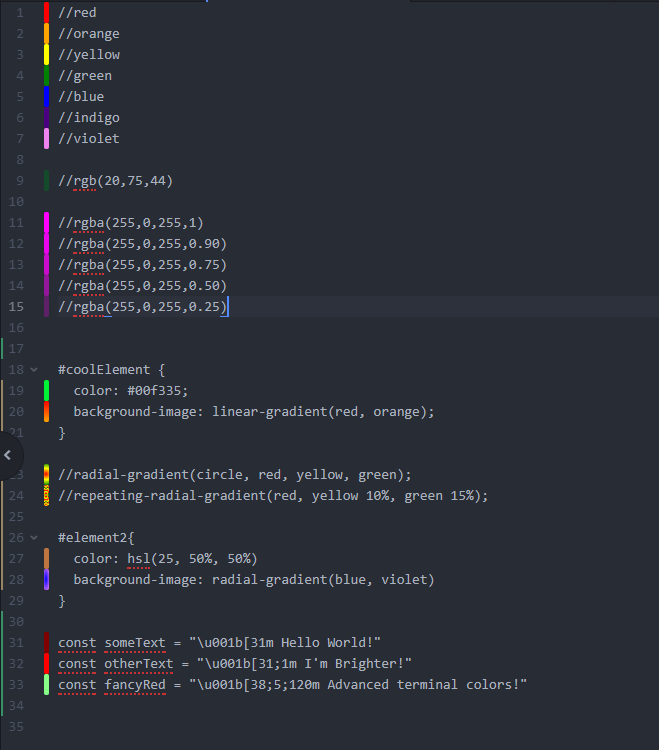 1 //red
2 //orange
3 //yellow
4 //green
5 //blue
6 //indigo
7 //violet
8
9 //rgb(20,75,44)
10
11 //rgba(255,0,255,1)
12 //rgba(255,0,255,0.90)
13 //rgba(255,0,255,0.75)
14 //rgba(255,0,255,0.50)
15 //rgba(255,0,255,0.25)
16
17
18 #coolElement {
19 color: #00f335;
20 background-image: linear-gradient(red, orange);
21 }
23 //radial-gradient(circle, red, yellow, green);
24 //repeating-radial-gradient(red, yellow 10%, green 15%);
25
26 #element2{
27 color: hsl(25, 50%, 50%)
28 background-image: radial-gradient(blue, violet)
29 }
30
31 const someText = "\u001b[31m Hello World!"
32 const otherText = "\u001b[31;1m I'm Brighter!"
33 const fancyRed = "\u001b[38;5;120m Advanced terminal colors!"
34
35